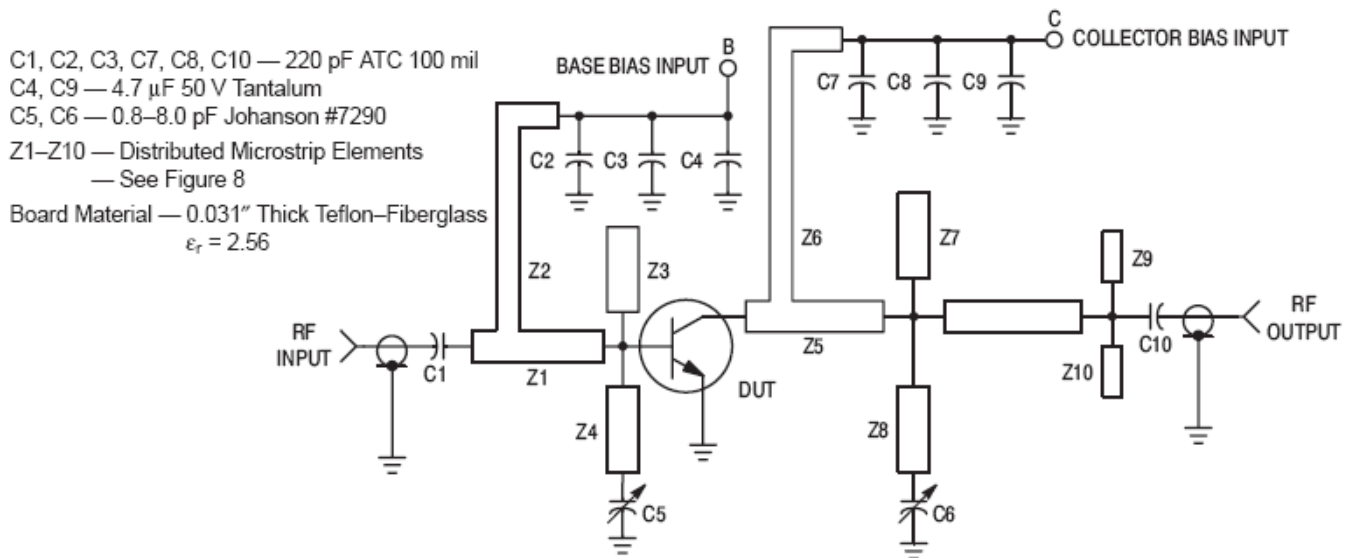 C1, C2, C3, C7, C8, C10 — 220 pF ATC 100 mil
C4, C9 — 4.7 μF 50 V Tantalum
C5, C6 — 0.8–8.0 pF Johanson #7290
Z1–Z10 — Distributed Microstrip Elements
— See Figure 8
Board Material — 0.031″ Thick Teflon–Fiberglass
εr = 2.56
BASE BIAS INPUT
B
C
COLLECTOR BIAS INPUT
C7
C8
C9
C2
C3
C4
Z2
Z3
Z6
Z7
Z9
RF
INPUT
C1
Z1
DUT
Z5
C10
RF
OUTPUT
Z4
Z8
Z10
C5
C6